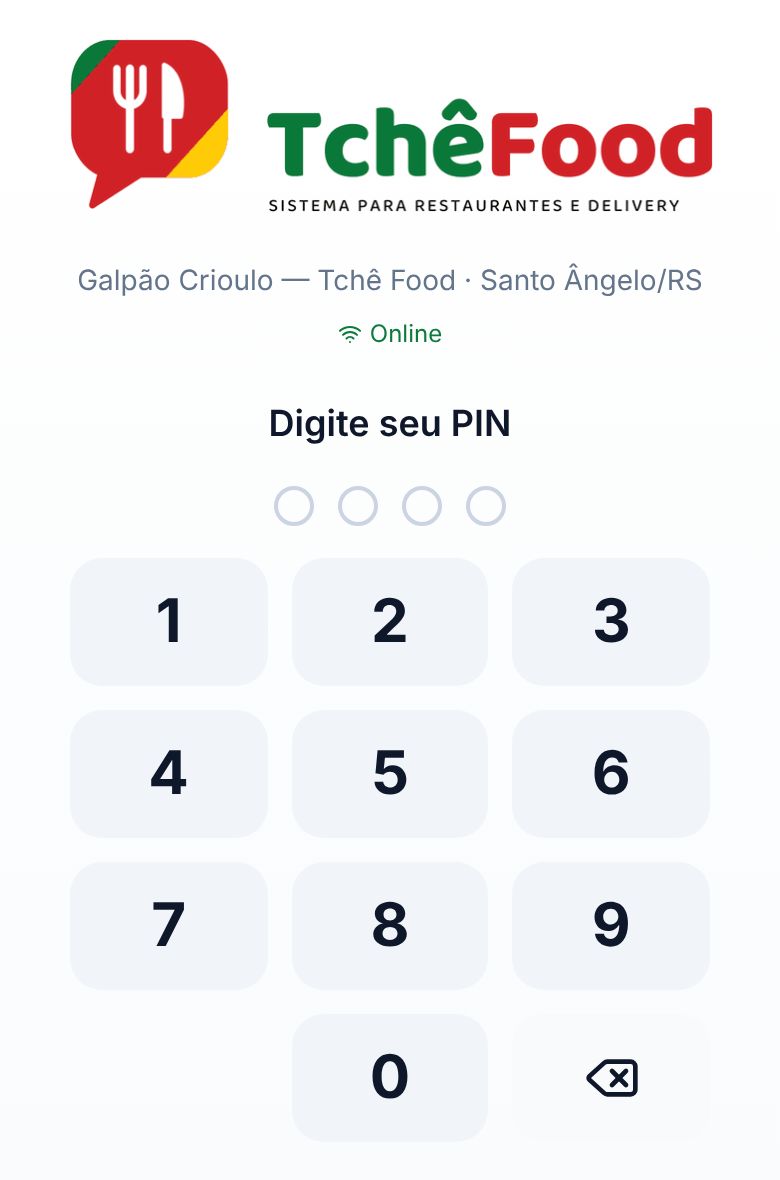 TchêFood
SISTEMA PARA RESTAURANTES E DELIVERY
Galpão Crioulo — Tchê Food · Santo Ângelo/RS
Online
Digite seu PIN
1 2 3
4 5 6
7 8 9
0